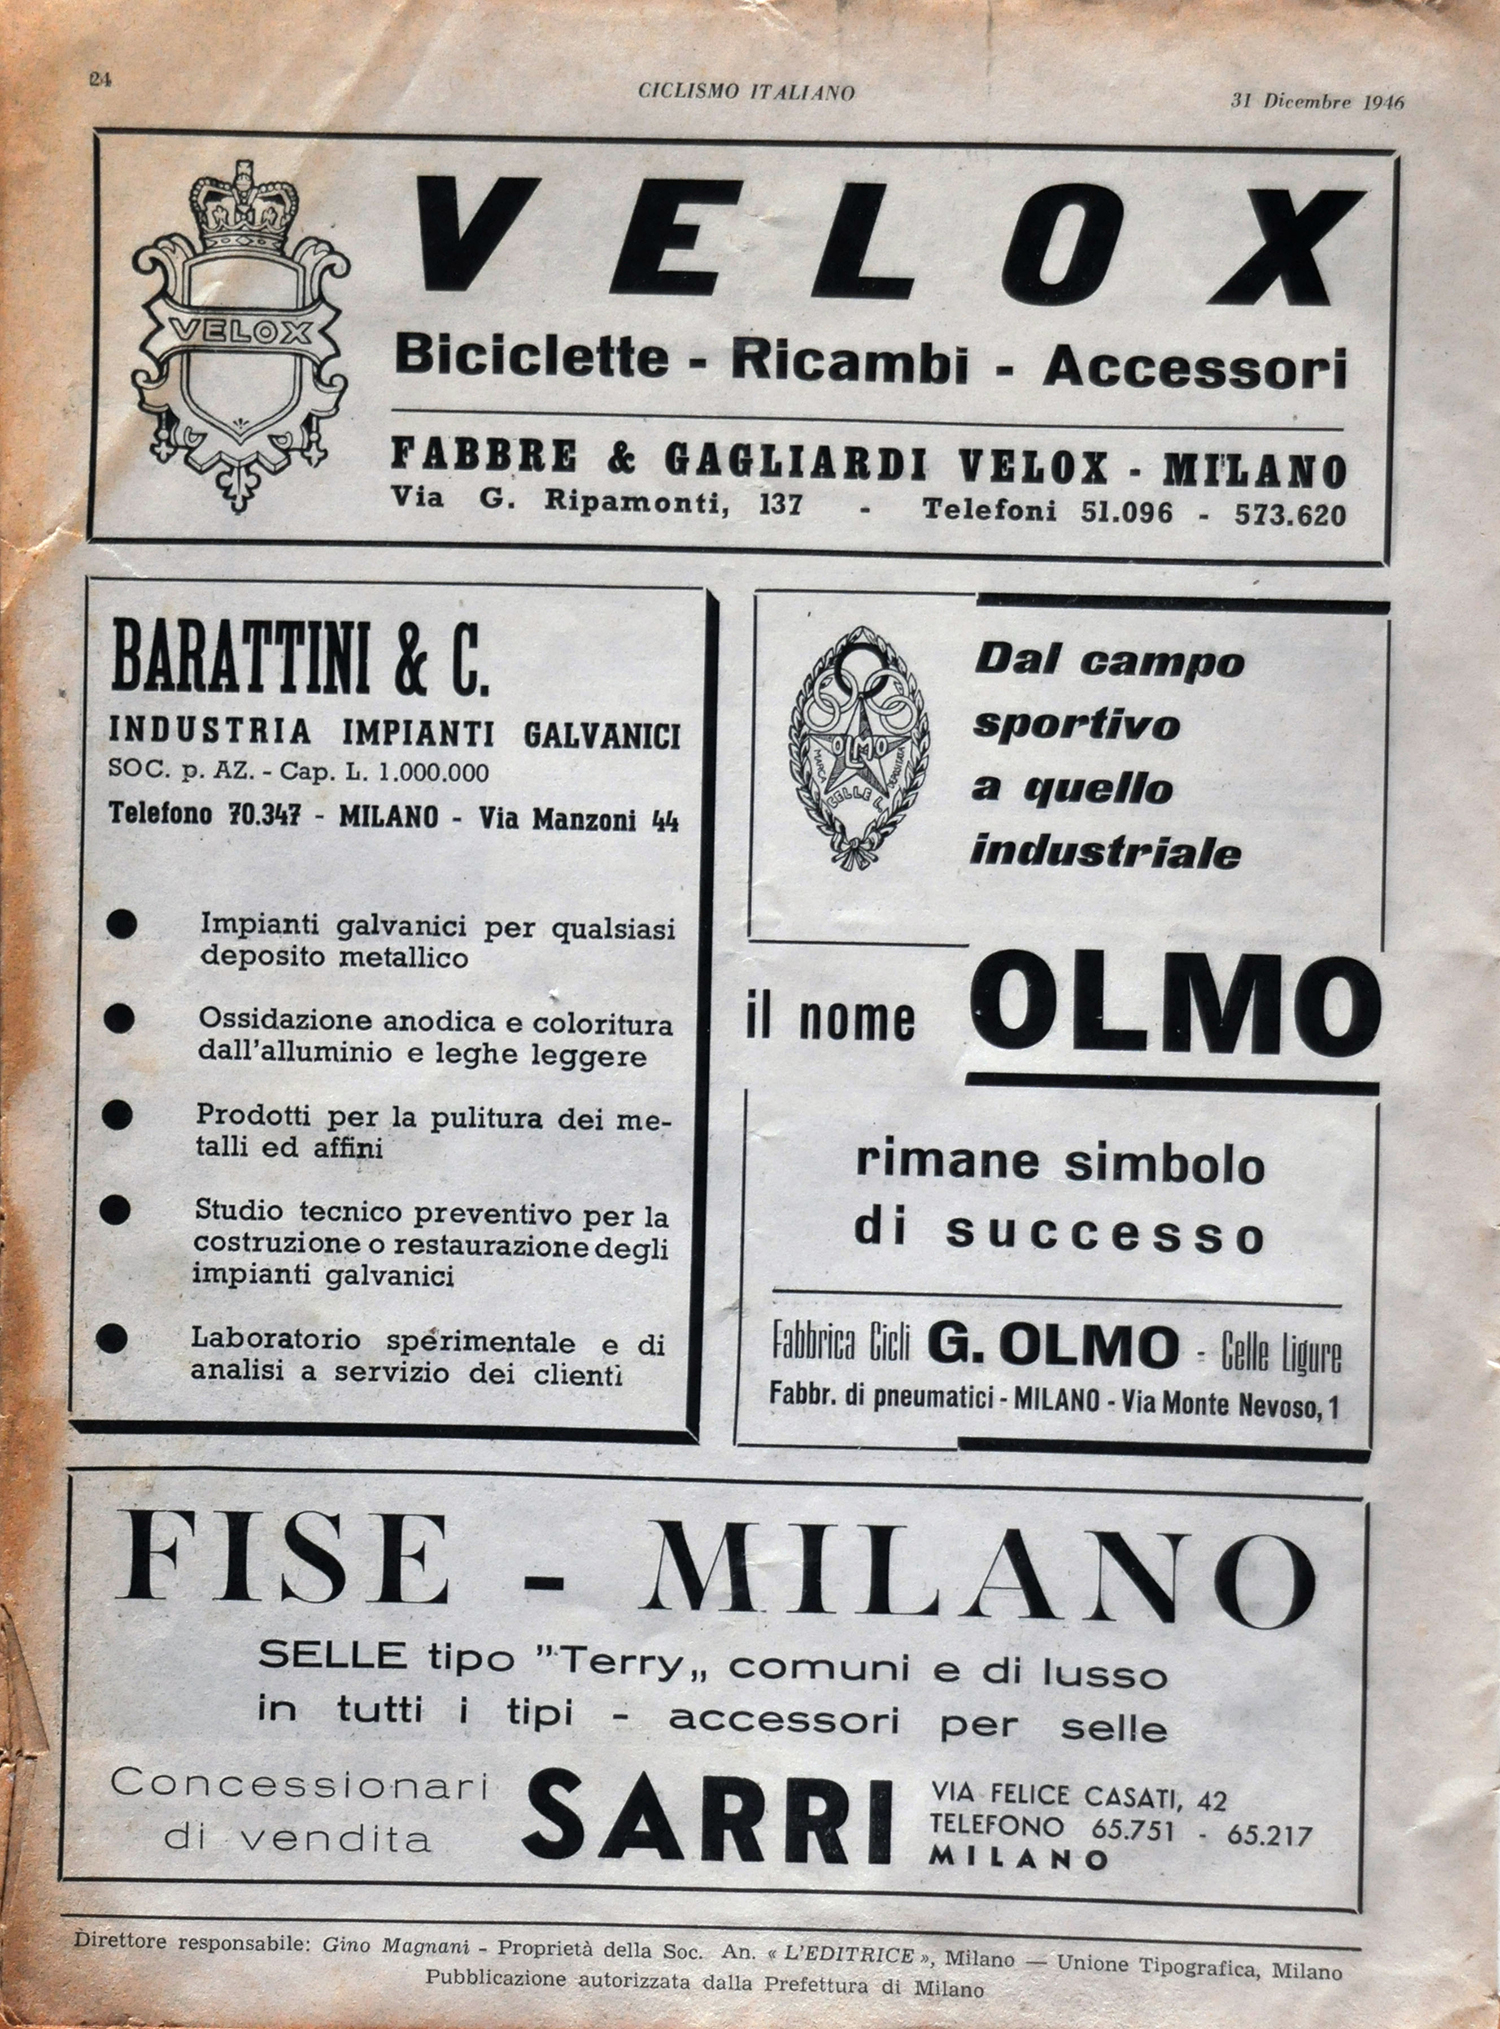 24
CICLISMO ITALIANO
31 Dicembre 1946
VELOX
VELOX
Biciclette - Ricambi - Accessori
FABBRE & GAGLIARDI VELOX - MILANO
Via G. Ripamonti, 137 - Telefoni 51.096 - 573.620
BARATTINI & C.
INDUSTRIA IMPIANTI GALVANICI
SOC. p. AZ. - Cap. L. 1.000.000
Telefono 70.347 - MILANO - Via Manzoni 44
● Impianti galvanici per qualsiasi
deposito metallico
● Ossidazione anodica e coloritura
dall'alluminio e leghe leggere
● Prodotti per la pulitura dei me-
talli ed affini
● Studio tecnico preventivo per la
costruzione o restaurazione degli
impianti galvanici
● Laboratorio sperimentale e di
analisi a servizio dei clienti
OLMO
MARCA DEPOSITATA
CELLE L.
Dal campo
sportivo
a quello
industriale
il nome OLMO
rimane simbolo
di successo
Fabbrica Cicli G. OLMO - Celle Ligure
Fabbr. di pneumatici - MILANO - Via Monte Nevoso, 1
FISE - MILANO
SELLE tipo "Terry„ comuni e di lusso
in tutti i tipi - accessori per selle
Concessionari
di vendita
SARRI
VIA FELICE CASATI, 42
TELEFONO 65.751 - 65.217
MILANO
Direttore responsabile: Gino Magnani - Proprietà della Soc. An. « L'EDITRICE », Milano — Unione Tipografica, Milano
Pubblicazione autorizzata dalla Prefettura di Milano